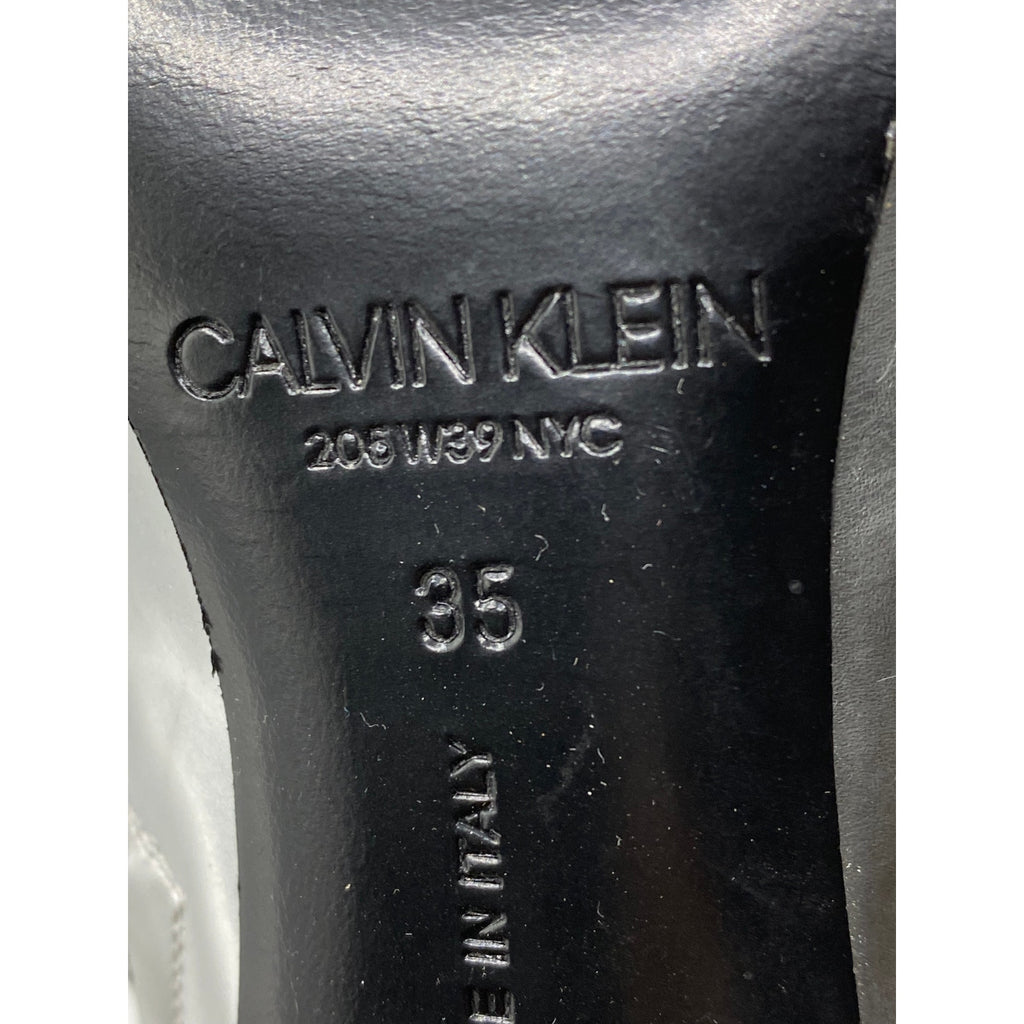 CALVIN KLEIN
205W39 NYC
35
E IN ITALY